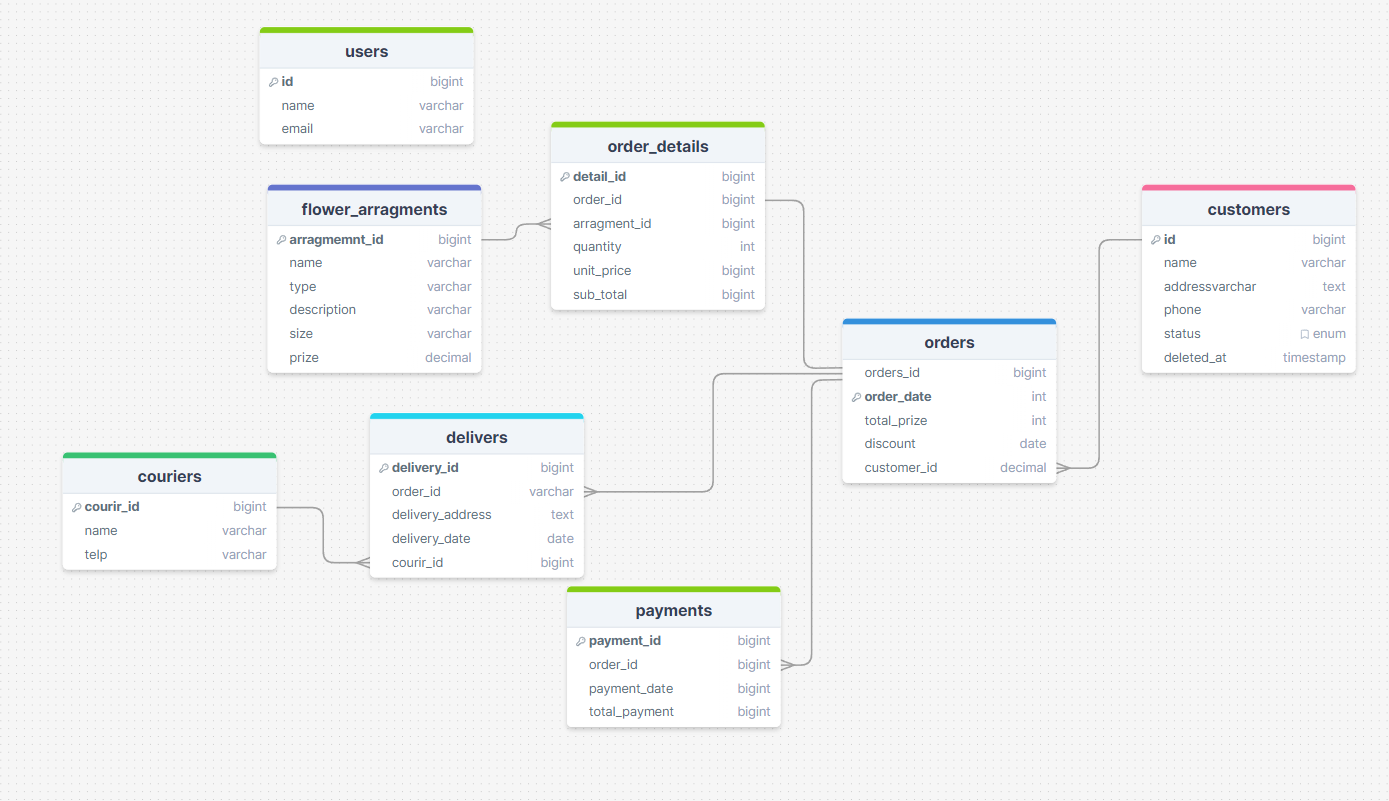 users
id bigint
name varchar
email varchar
order_details
detail_id bigint
order_id bigint
arragment_id bigint
quantity int
unit_price bigint
sub_total bigint
flower_arragments
arragmemnt_id bigint
name varchar
type varchar
description varchar
size varchar
prize decimal
customers
id bigint
name varchar
addressvarchar text
phone varchar
status enum
deleted_at timestamp
orders
orders_id bigint
order_date int
total_prize int
discount date
customer_id decimal
delivers
delivery_id bigint
order_id varchar
delivery_address text
delivery_date date
courir_id bigint
couriers
courir_id bigint
name varchar
telp varchar
payments
payment_id bigint
order_id bigint
payment_date bigint
total_payment bigint